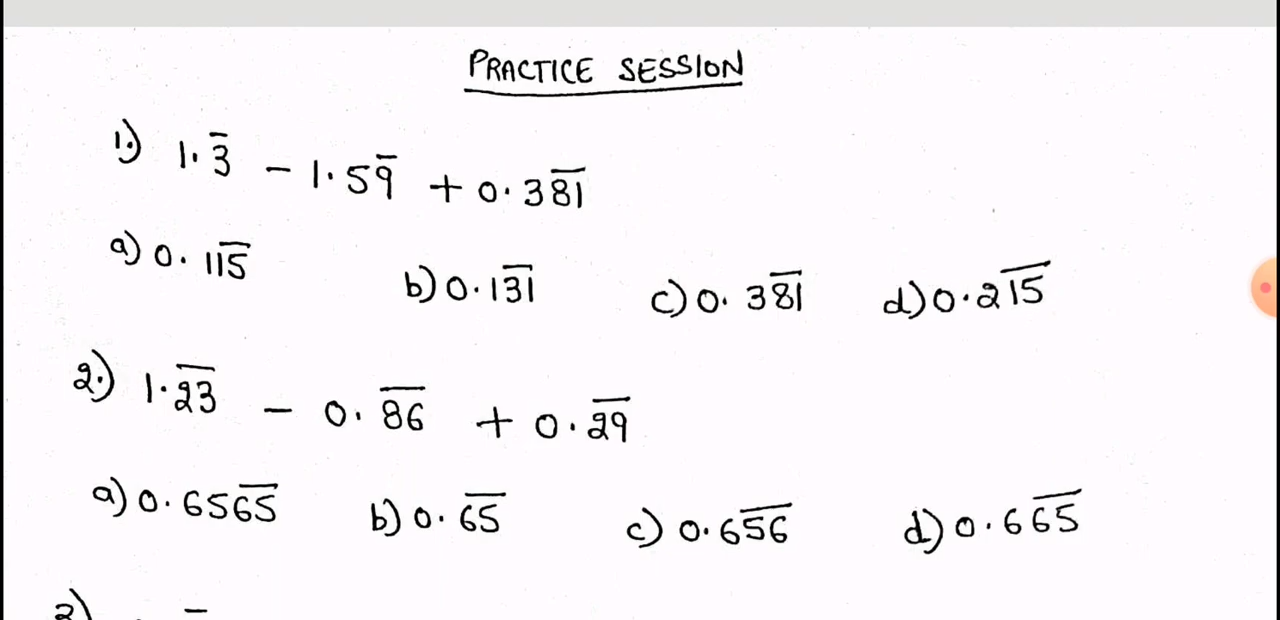 PRACTICE SESSION
1.) 1.3̅ - 1.59̅ + 0.38̅1̅
a) 0.11̅5̅ b) 0.13̅1̅ c) 0.38̅1̅ d) 0.21̅5̅
2.) 1.2̅3̅ - 0.8̅6̅ + 0.2̅9̅
a) 0.656̅5̅ b) 0.6̅5̅ c) 0.65̅6̅ d) 0.66̅5̅